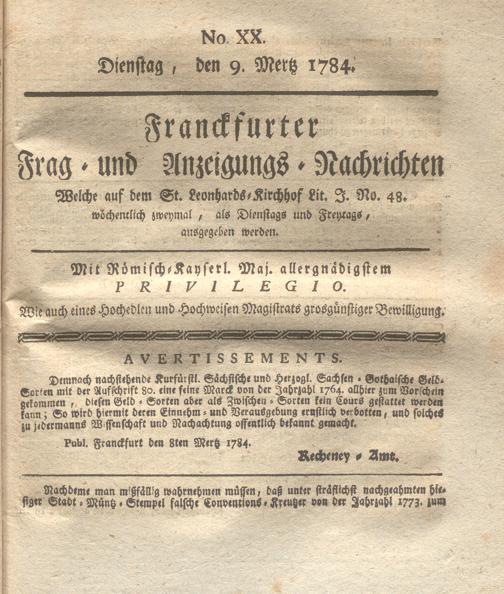 No. XX.
Dienstag, den 9. Mertz 1784.
Franckfurter
Frag - und Anzeigungs - Nachrichten
Welche auf dem St. Leonhards-Kirchhof Lit. J. No. 48.
wöchentlich zweymal, als Dienstags und Freytags,
ausgegeben werden.
Mit Römisch-Kayserl. Maj. allergnädigstem
PRIVILEGIO.
Wie auch eines Hochedlen und Hochweisen Magistrats grosgünstiger Bewilligung.
AVERTISSEMENTS.
Demnach nachstehende Kurfürstl. Sächsische und Herzogl. Sachsen - Gothaische Geld-
Sorten mit der Aufschrift 80. eine feine Marck von der Jahrzahl 1764. allhier zum Vorschein
gekommen, diesen Geld - Sorten aber als Zwischen - Sorten kein Cours gestattet werden
kann; So wird hiermit deren Einnehm - und Verausgebung ernstlich verbotten, und solches
zu jedermanns Wissenschaft und Nachachtung öffentlich bekannt gemacht.
Publ. Franckfurt den 8ten Mertz 1784.
Recheney - Amt.
Nachdeme man mißfällig wahrnehmen müssen, daß unter sträflichst nachgeahmten hie-
siger Stadt - Müntz - Stempel falsche Conventions - Kreutzer von der Jahrzahl 1773. zum